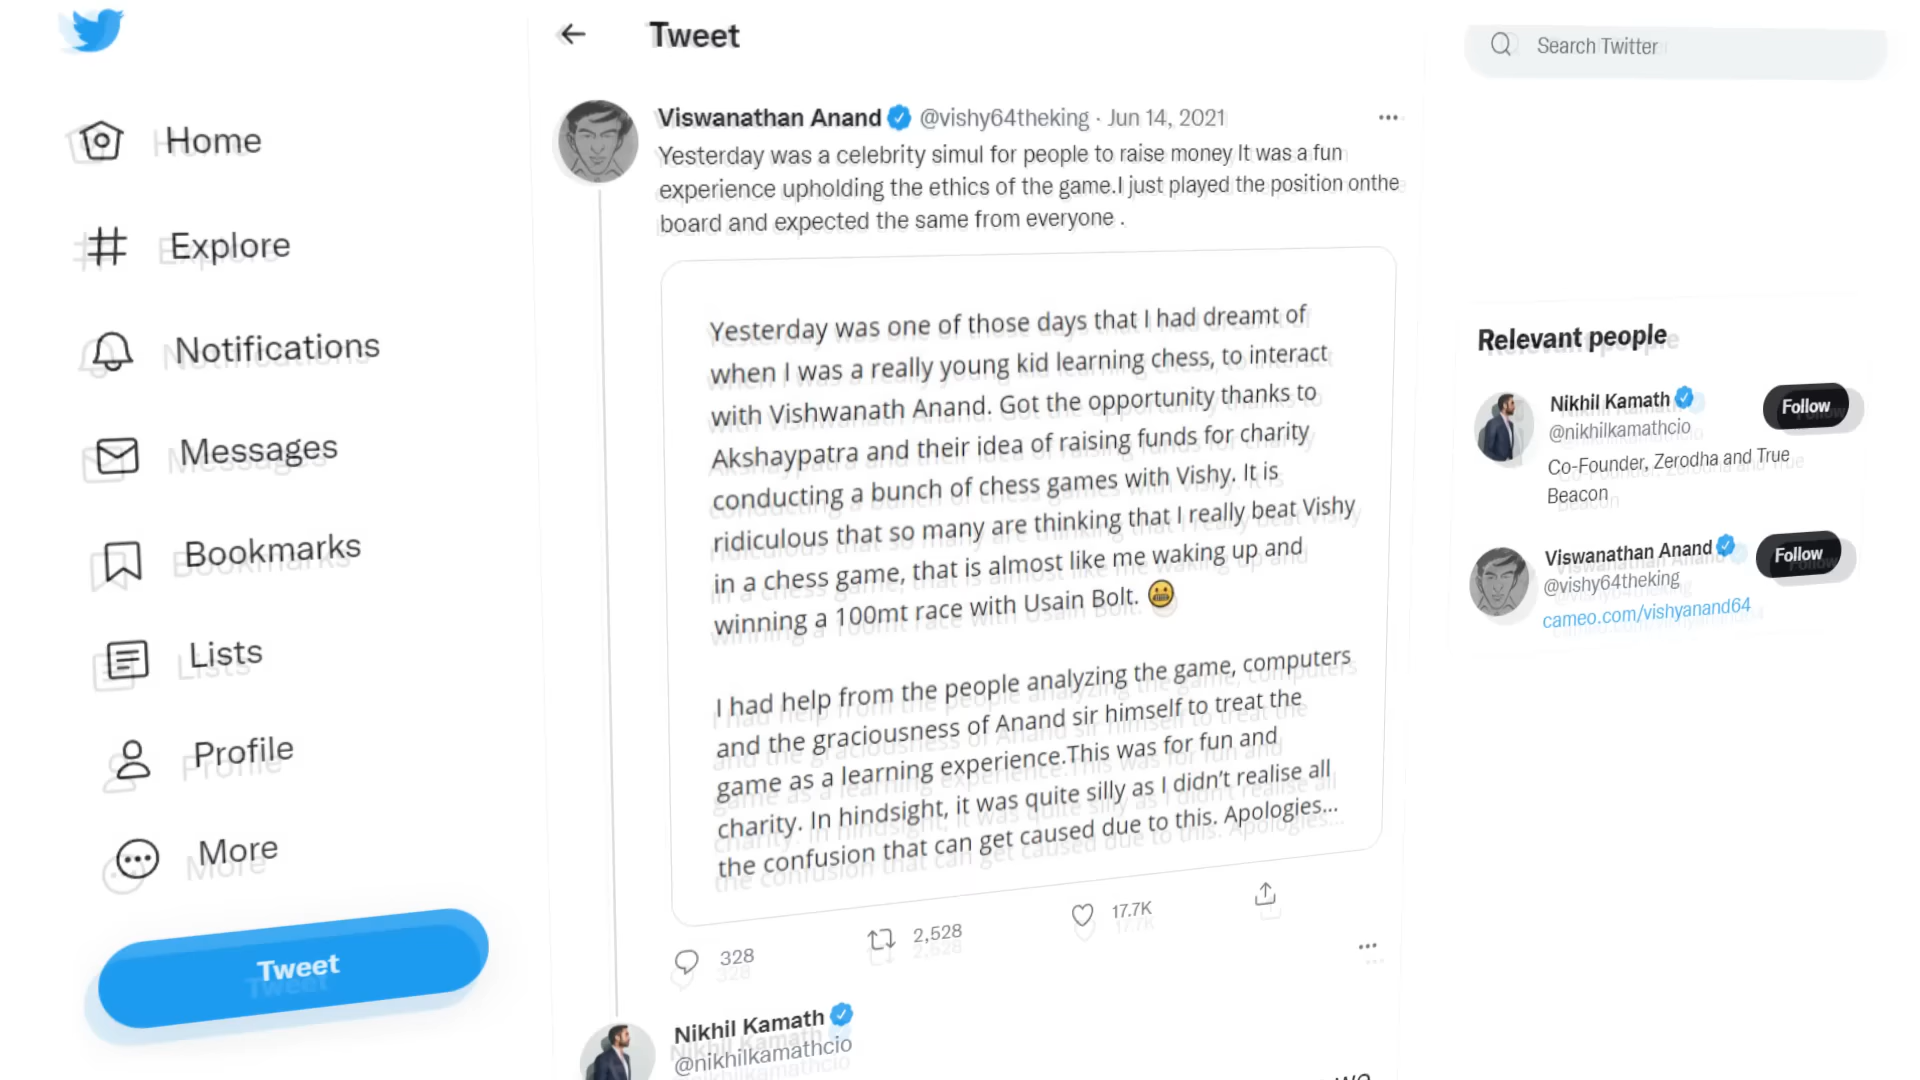 Home
Explore
Notifications
Messages
Bookmarks
Lists
Profile
More
Tweet
Tweet
Viswanathan Anand @vishy64theking · Jun 14, 2021
Yesterday was a celebrity simul for people to raise money It was a fun
experience upholding the ethics of the game.I just played the position onthe
board and expected the same from everyone .
Yesterday was one of those days that I had dreamt of
when I was a really young kid learning chess, to interact
with Vishwanath Anand. Got the opportunity thanks to
Akshaypatra and their idea of raising funds for charity
conducting a bunch of chess games with Vishy. It is
ridiculous that so many are thinking that I really beat Vishy
in a chess game, that is almost like me waking up and
winning a 100mt race with Usain Bolt. 😬
I had help from the people analyzing the game, computers
and the graciousness of Anand sir himself to treat the
game as a learning experience.This was for fun and
charity. In hindsight, it was quite silly as I didn't realise all
the confusion that can get caused due to this. Apologies...
328
2,528
17.7K
Nikhil Kamath
@nikhilkamathcio
Search Twitter
Relevant people
Nikhil Kamath
@nikhilkamathcio
Follow
Co-Founder, Zerodha and True
Beacon
Viswanathan Anand
@vishy64theking
Follow
cameo.com/vishyanand64